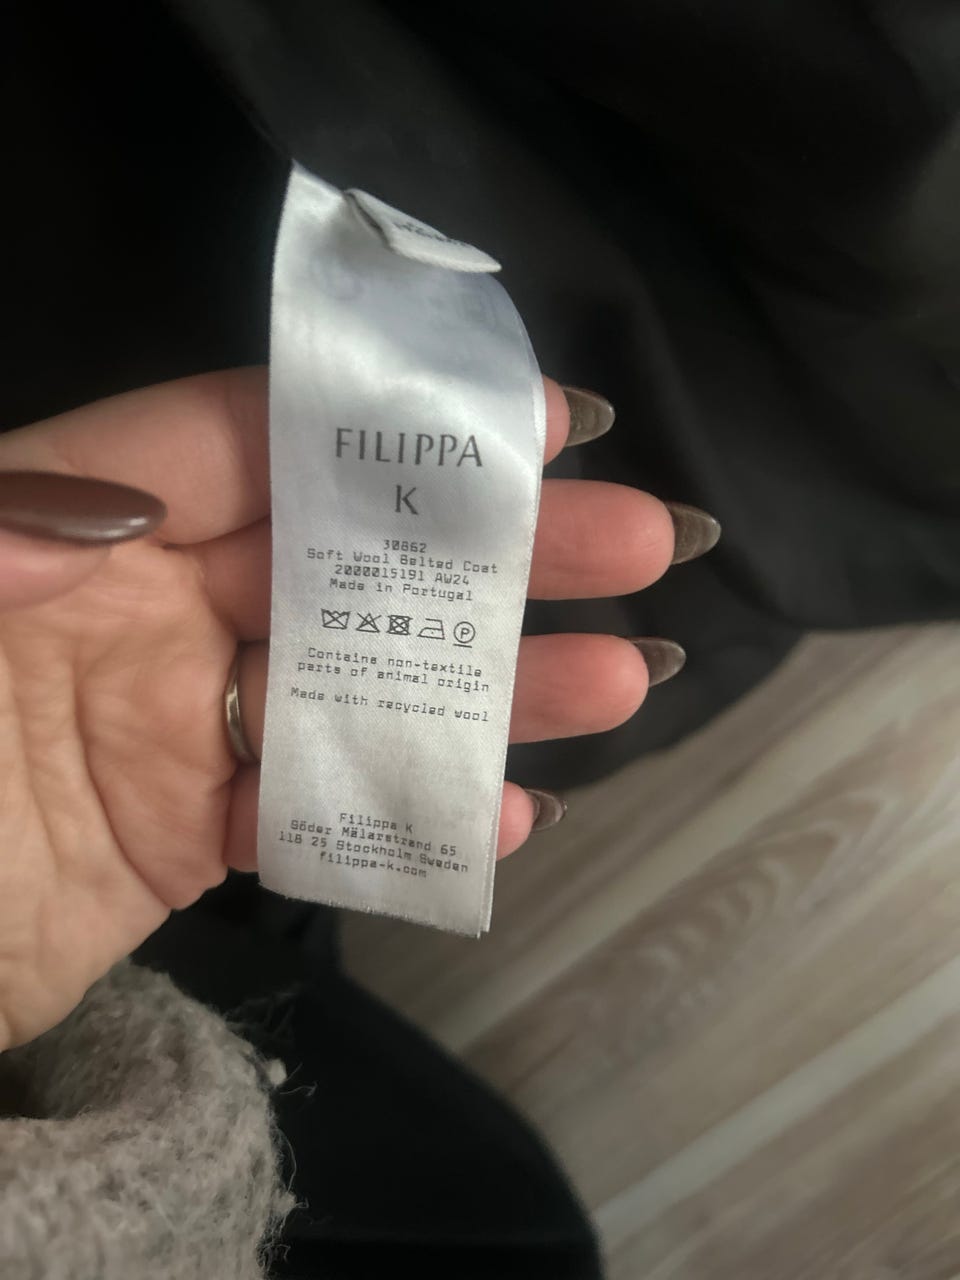 FILIPPA
K
30862
Soft Wool Belted Coat
2000015191 AW24
Made in Portugal
P
Contains non-textile
parts of animal origin
Made with recycled wool
Filippa K
Söder Mälarstrand 65
118 25 Stockholm Sweden
filippa-k.com